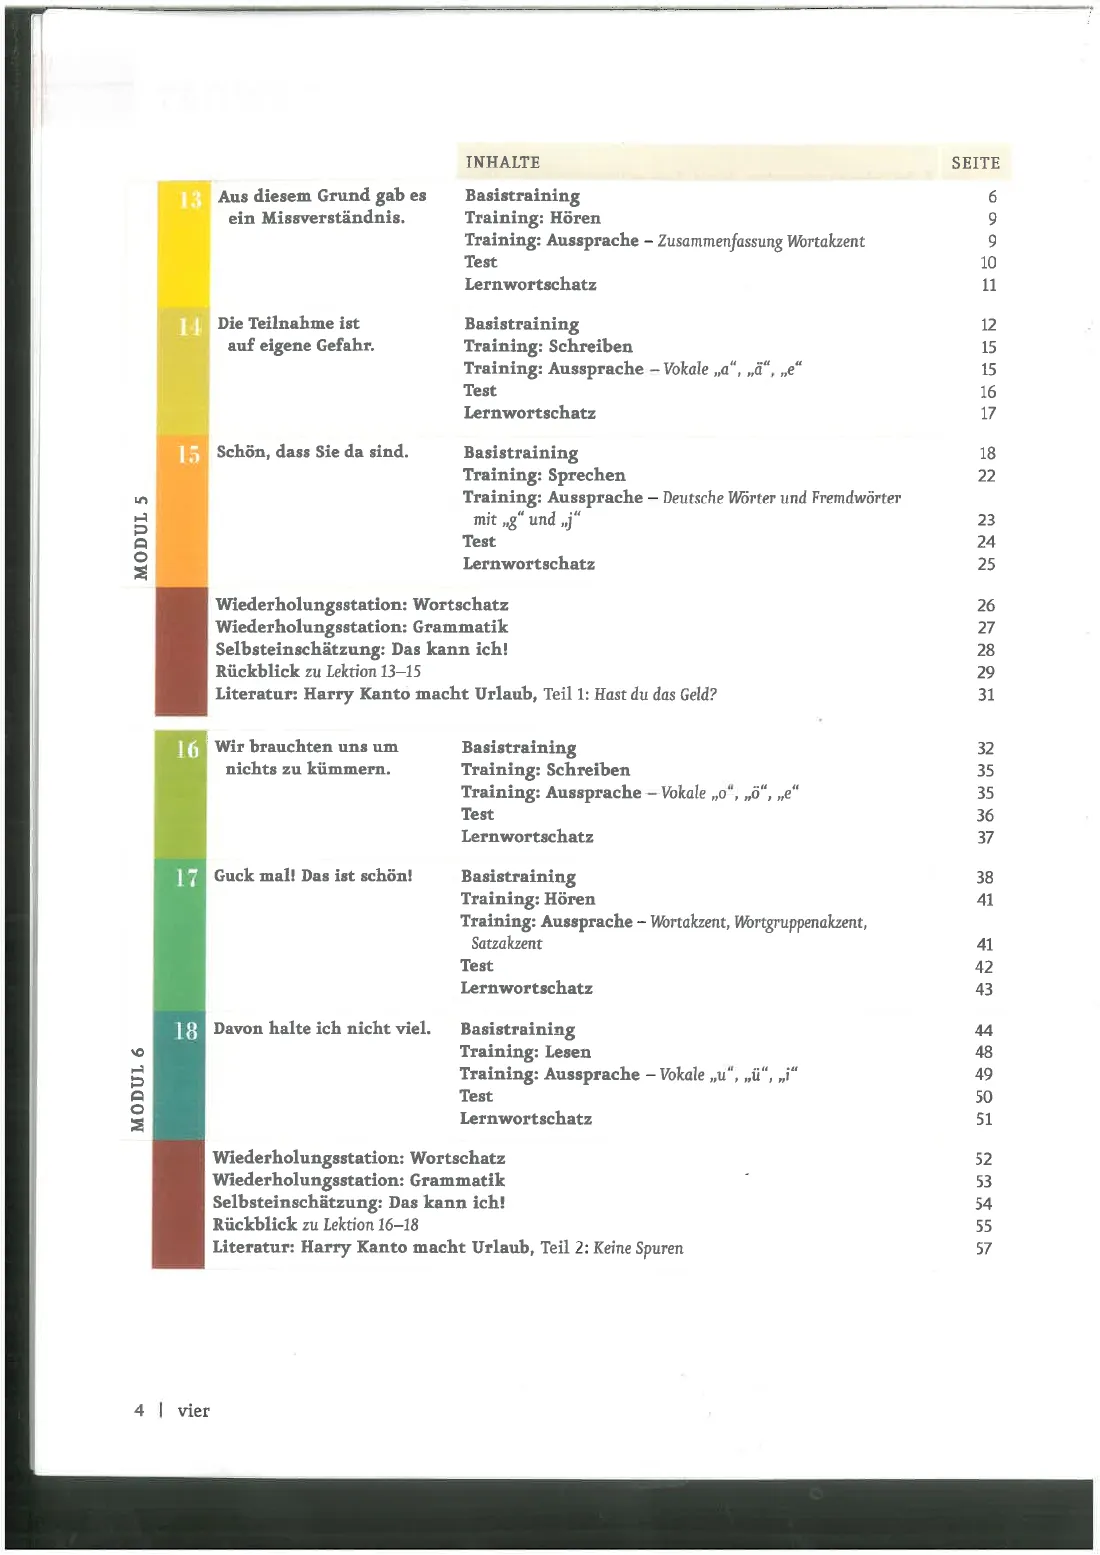 INHALTE SEITE
13 Aus diesem Grund gab es Basistraining 6
ein Missverständnis. Training: Hören 9
Training: Aussprache – Zusammenfassung Wortakzent 9
Test 10
Lernwortschatz 11
14 Die Teilnahme ist Basistraining 12
auf eigene Gefahr. Training: Schreiben 15
Training: Aussprache – Vokale „a“, „ä“, „e“ 15
Test 16
Lernwortschatz 17
15 Schön, dass Sie da sind. Basistraining 18
Training: Sprechen 22
Training: Aussprache – Deutsche Wörter und Fremdwörter
mit „g“ und „j“ 23
Test 24
Lernwortschatz 25
MODUL 5
Wiederholungsstation: Wortschatz 26
Wiederholungsstation: Grammatik 27
Selbsteinschätzung: Das kann ich! 28
Rückblick zu Lektion 13–15 29
Literatur: Harry Kanto macht Urlaub, Teil 1: Hast du das Geld? 31
16 Wir brauchten uns um Basistraining 32
nichts zu kümmern. Training: Schreiben 35
Training: Aussprache – Vokale „o“, „ö“, „e“ 35
Test 36
Lernwortschatz 37
17 Guck mal! Das ist schön! Basistraining 38
Training: Hören 41
Training: Aussprache – Wortakzent, Wortgruppenakzent,
Satzakzent 41
Test 42
Lernwortschatz 43
18 Davon halte ich nicht viel. Basistraining 44
Training: Lesen 48
Training: Aussprache – Vokale „u“, „ü“, „i“ 49
Test 50
Lernwortschatz 51
MODUL 6
Wiederholungsstation: Wortschatz 52
Wiederholungsstation: Grammatik 53
Selbsteinschätzung: Das kann ich! 54
Rückblick zu Lektion 16–18 55
Literatur: Harry Kanto macht Urlaub, Teil 2: Keine Spuren 57
4 | vier